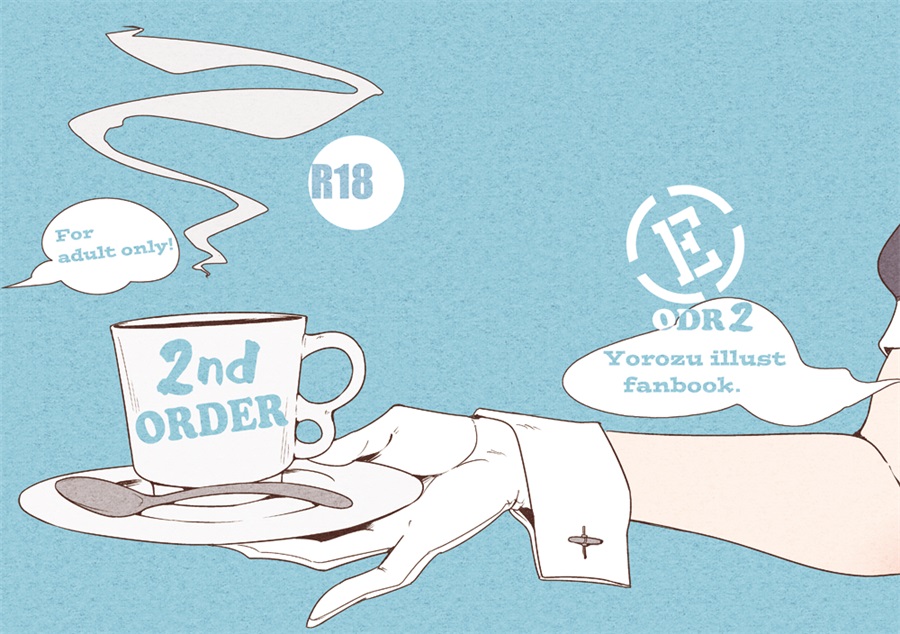 R18
For
adult only!
E
ODR 2
Yorozu illust
fanbook.
2nd
ORDER